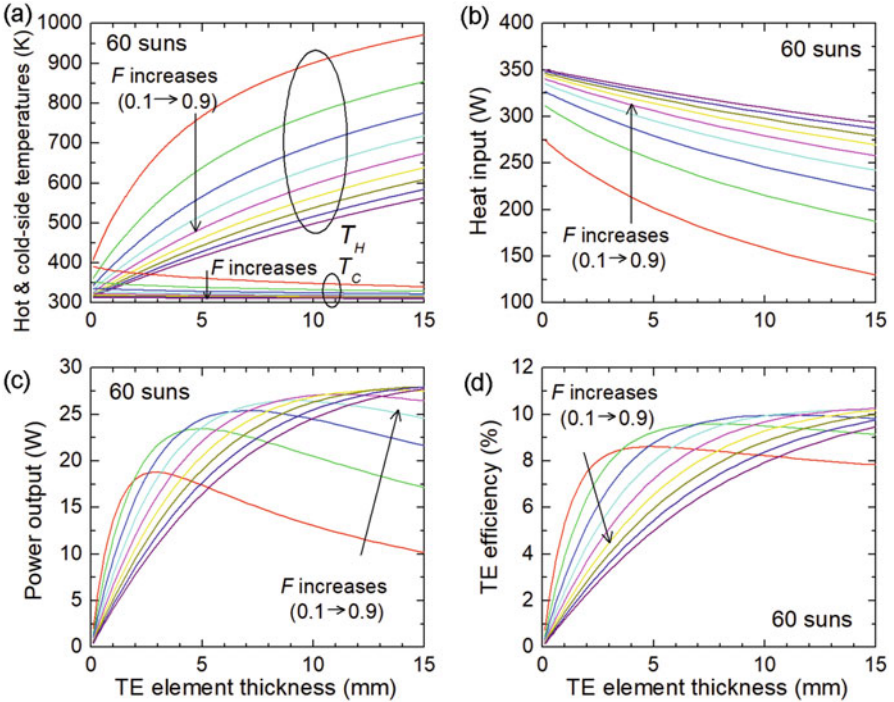 (a)
60 suns
F increases
(0.1→0.9)
T_H
F increases
T_C
Hot & cold-side temperatures (K)
1000
900
800
700
600
500
400
300
0
5
10
15
(b)
60 suns
F increases
(0.1→0.9)
Heat input (W)
400
350
300
250
200
150
100
0
5
10
15
(c)
60 suns
F increases
(0.1→0.9)
Power output (W)
30
25
20
15
10
5
0
0
5
10
15
TE element thickness (mm)
(d)
F increases
(0.1→0.9)
60 suns
TE efficiency (%)
12
10
8
6
4
2
0
0
5
10
15
TE element thickness (mm)